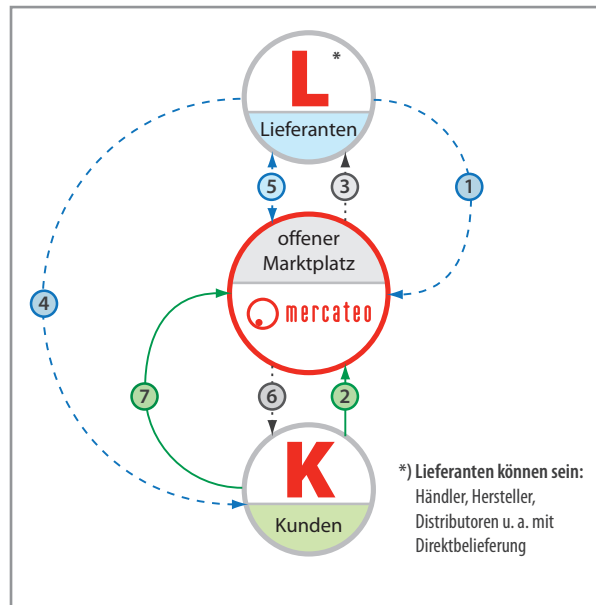 L *
Lieferanten
5
3
1
offener
Marktplatz
mercateo
4
7
6
2
K
Kunden
*) Lieferanten können sein:
Händler, Hersteller,
Distributoren u. a. mit
Direktbelieferung